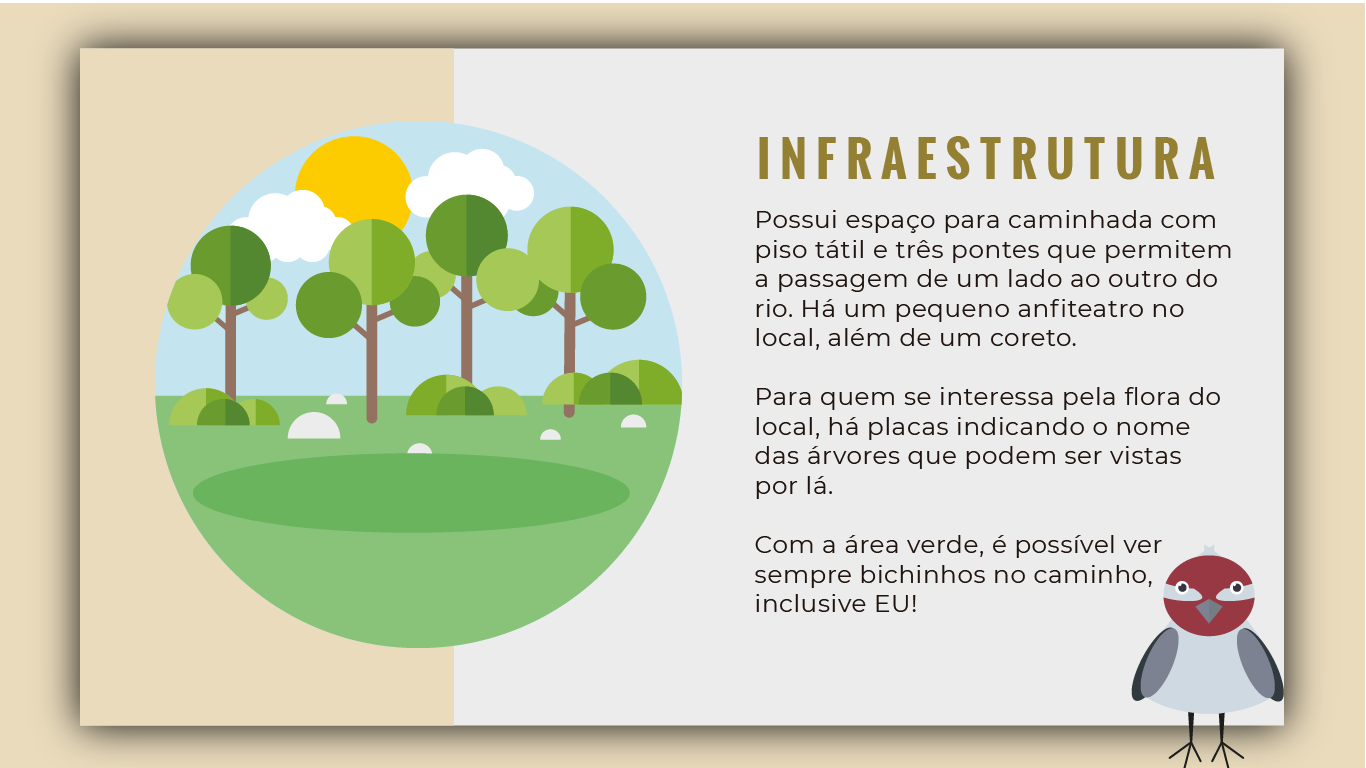 INFRAESTRUTURA
Possui espaço para caminhada com
piso tátil e três pontes que permitem
a passagem de um lado ao outro do
rio. Há um pequeno anfiteatro no
local, além de um coreto.
Para quem se interessa pela flora do
local, há placas indicando o nome
das árvores que podem ser vistas
por lá.
Com a área verde, é possível ver
sempre bichinhos no caminho,
inclusive EU!